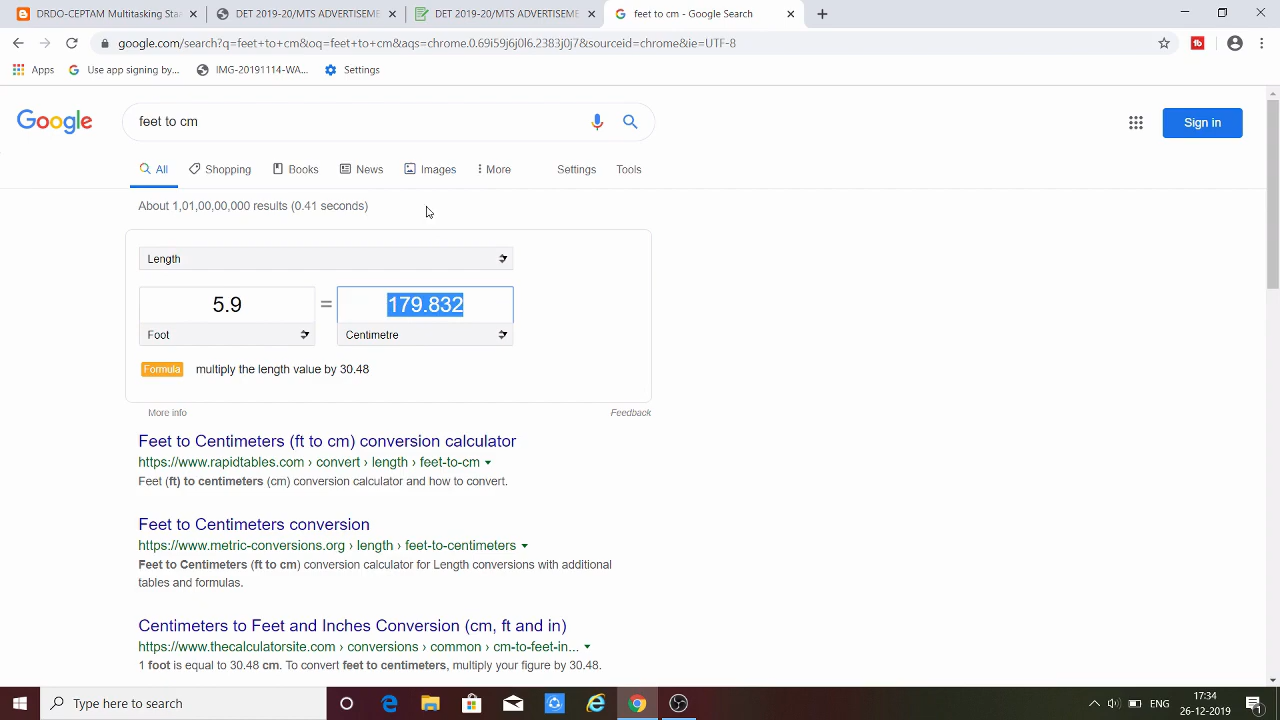 DRDO-CEPTAM Multitasking Sta
DET 2019-20/MTS ADVERTISEME
DET 2019-20/MTS ADVERTISEME
feet to cm - Google Search
google.com/search?q=feet+to+cm&oq=feet+to+cm&aqs=chrome.0.69i59j6j0l6.2383j0j7&sourceid=chrome&ie=UTF-8
Apps
Use app signing by...
IMG-20191114-WA...
Settings
Google
feet to cm
Sign in
All
Shopping
Books
News
Images
More
Settings
Tools
About 1,01,00,00,000 results (0.41 seconds)
Length
5.9 = 179.832
Foot
Centimetre
Formula multiply the length value by 30.48
More info
Feedback
Feet to Centimeters (ft to cm) conversion calculator
https://www.rapidtables.com › convert › length › feet-to-cm
Feet (ft) to centimeters (cm) conversion calculator and how to convert.
Feet to Centimeters conversion
https://www.metric-conversions.org › length › feet-to-centimeters
Feet to Centimeters (ft to cm) conversion calculator for Length conversions with additional
tables and formulas.
Centimeters to Feet and Inches Conversion (cm, ft and in)
https://www.thecalculatorsite.com › conversions › common › cm-to-feet-in...
1 foot is equal to 30.48 cm. To convert feet to centimeters, multiply your figure by 30.48.
Type here to search
ENG
17:34
26-12-2019